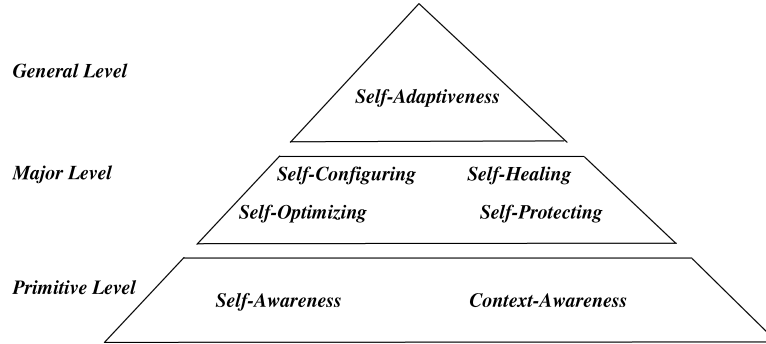 General Level
Self-Adaptiveness
Major Level
Self-Configuring Self-Healing
Self-Optimizing Self-Protecting
Primitive Level
Self-Awareness Context-Awareness